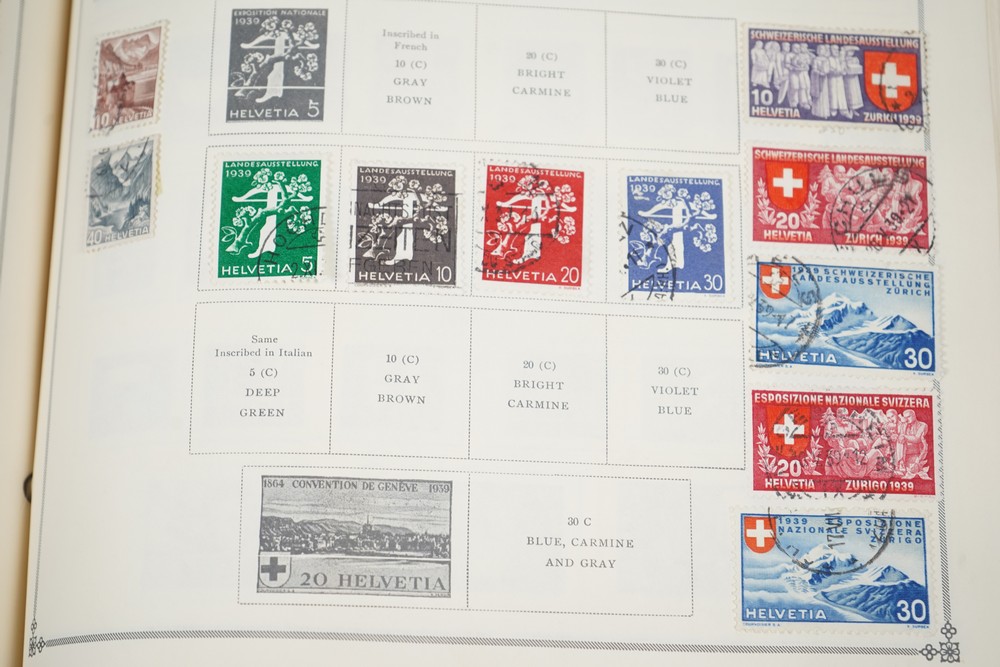 EXPOSITION NATIONALE
1939
HELVETIA 5
Inscribed in
French
10 (C)
GRAY
BROWN
20 (C)
BRIGHT
CARMINE
30 (C)
VIOLET
BLUE
10 HELVETIA
40 HELVETIA
LANDESAUSSTELLUNG
1939
HELVETIA 5
LANDESAUSSTELLUNG
1939
HELVETIA 10
LANDESAUSSTELLUNG
1939
HELVETIA 20
LANDESAUSSTELLUNG
1939
HELVETIA 30
Same
Inscribed in Italian
5 (C)
DEEP
GREEN
10 (C)
GRAY
BROWN
20 (C)
BRIGHT
CARMINE
30 (C)
VIOLET
BLUE
1864 CONVENTION DE GENÈVE 1939
20 HELVETIA
30 C
BLUE, CARMINE
AND GRAY
SCHWEIZERISCHE LANDESAUSSTELLUNG
10
HELVETIA ZÜRICH 1939
SCHWEIZERISCHE LANDESAUSSTELLUNG
20
HELVETIA ZÜRICH 1939
1939 SCHWEIZERISCHE
LANDESAUSSTELLUNG
ZÜRICH
HELVETIA 30
ESPOSIZIONE NAZIONALE SVIZZERA
20
HELVETIA ZURIGO 1939
1939 ESPOSIZIONE
NAZIONALE SVIZZERA
ZURIGO
HELVETIA 30